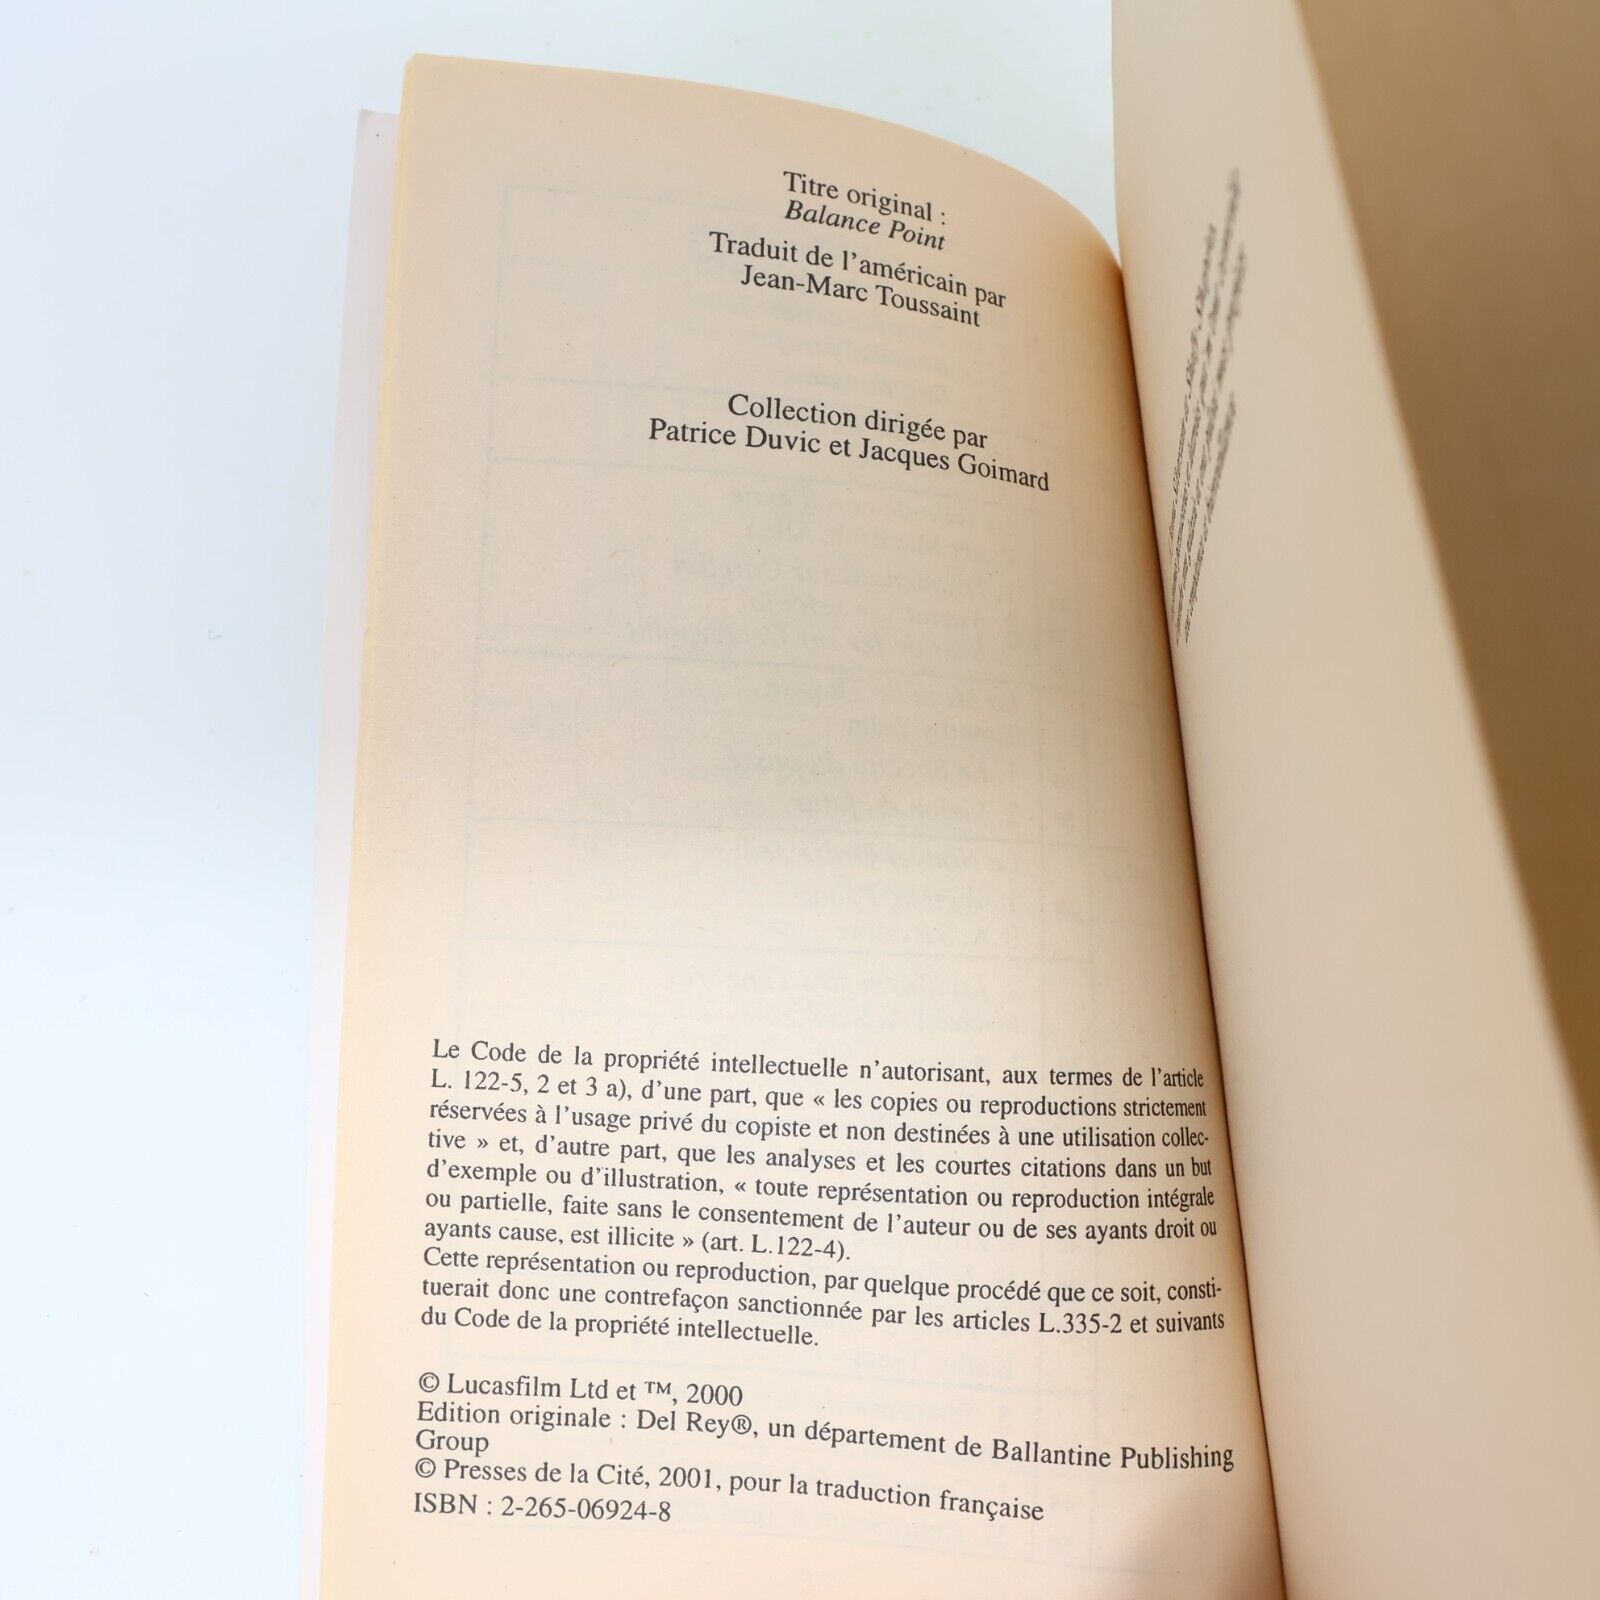 Titre original :
Balance Point
Traduit de l'américain par
Jean-Marc Toussaint
Collection dirigée par
Patrice Duvic et Jacques Goimard
Le Code de la propriété intellectuelle n'autorisant, aux termes de l'article
L. 122-5, 2 et 3 a), d'une part, que « les copies ou reproductions strictement
réservées à l'usage privé du copiste et non destinées à une utilisation collec-
tive » et, d'autre part, que les analyses et les courtes citations dans un but
d'exemple ou d'illustration, « toute représentation ou reproduction intégrale
ou partielle, faite sans le consentement de l'auteur ou de ses ayants droit ou
ayants cause, est illicite » (art. L.122-4).
Cette représentation ou reproduction, par quelque procédé que ce soit, consti-
tuerait donc une contrefaçon sanctionnée par les articles L.335-2 et suivants
du Code de la propriété intellectuelle.
© Lucasfilm Ltd et ™, 2000
Edition originale : Del Rey®, un département de Ballantine Publishing
Group
© Presses de la Cité, 2001, pour la traduction française
ISBN : 2-265-06924-8